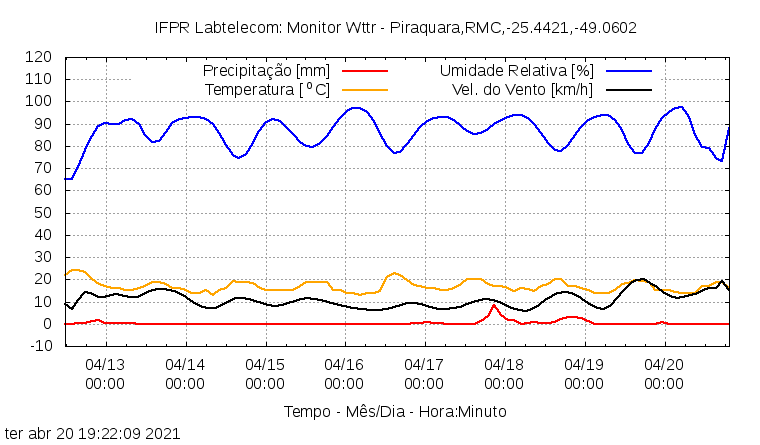 IFPR Labtelecom: Monitor Wttr - Piraquara,RMC,-25.4421,-49.0602
Precipitação [mm]
Umidade Relativa [%]
Temperatura [⁰C]
Vel. do Vento [km/h]
120
110
100
90
80
70
60
50
40
30
20
10
0
-10
04/13 04/14 04/15 04/16 04/17 04/18 04/19 04/20
00:00 00:00 00:00 00:00 00:00 00:00 00:00 00:00
Tempo - Mês/Dia - Hora:Minuto
ter abr 20 19:22:09 2021